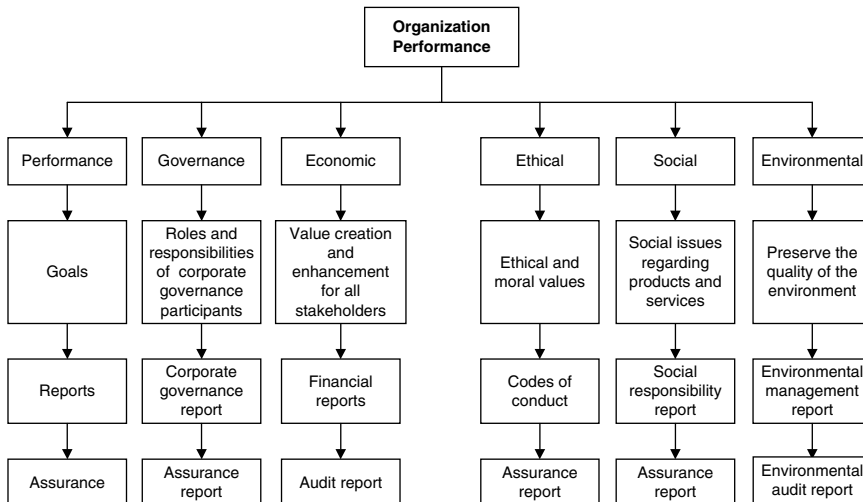 Organization
Performance
Performance
Governance
Economic
Ethical
Social
Environmental
Goals
Roles and
responsibilities
of corporate
governance
participants
Value creation
and
enhancement
for all
stakeholders
Ethical and
moral values
Social issues
regarding
products and
services
Preserve the
quality of the
environment
Reports
Corporate
governance
report
Financial
reports
Codes of
conduct
Social
responsibility
report
Environmental
management
report
Assurance
Assurance
report
Audit report
Assurance
report
Assurance
report
Environmental
audit report